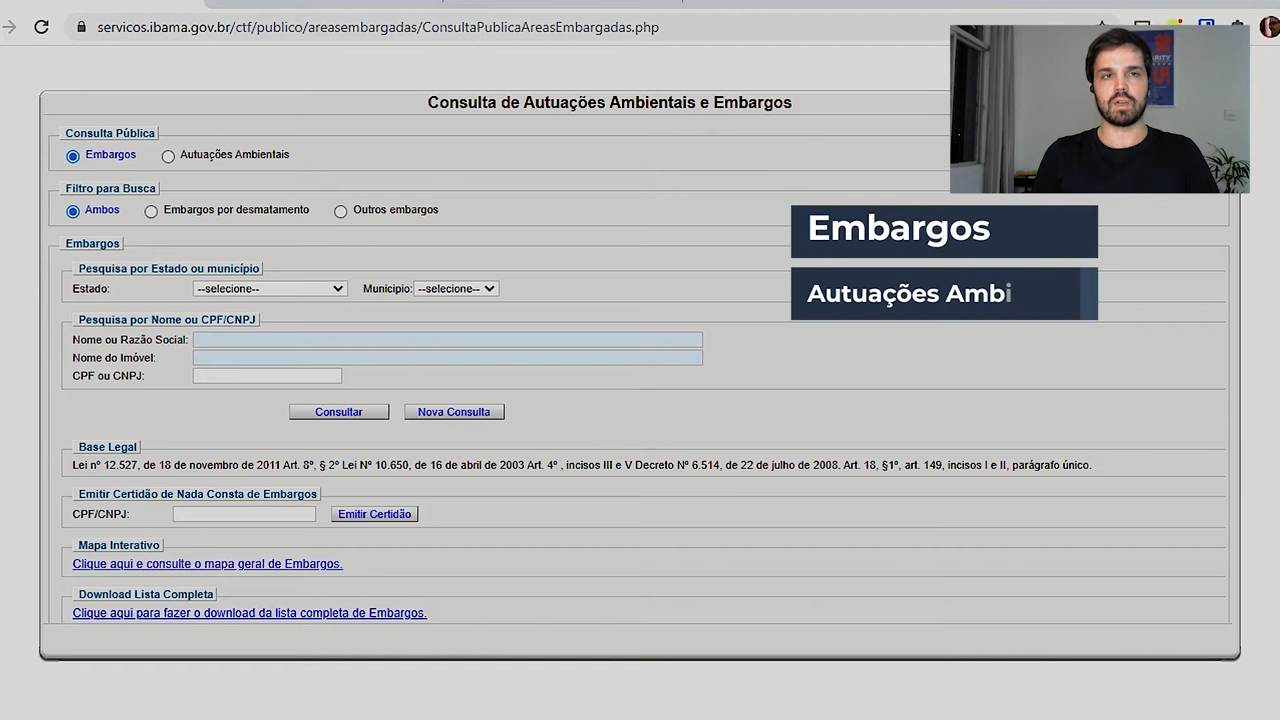 servicos.ibama.gov.br/ctf/publico/areasembargadas/ConsultaPublicaAreasEmbargadas.php
Consulta de Autuações Ambientais e Embargos
Consulta Pública
Embargos Autuações Ambientais
Filtro para Busca
Ambos Embargos por desmatamento Outros embargos
Embargos
Autuações Ambi
Embargos
Pesquisa por Estado ou município
Estado: --selecione-- Municipio: --selecione--
Pesquisa por Nome ou CPF/CNPJ
Nome ou Razão Social:
Nome do Imóvel:
CPF ou CNPJ:
Consultar Nova Consulta
Base Legal
Lei nº 12.527, de 18 de novembro de 2011 Art. 8º, § 2º Lei Nº 10.650, de 16 de abril de 2003 Art. 4º , incisos III e V Decreto Nº 6.514, de 22 de julho de 2008. Art. 18, §1º, art. 149, incisos I e II, parágrafo único.
Emitir Certidão de Nada Consta de Embargos
CPF/CNPJ: Emitir Certidão
Mapa Interativo
Clique aqui e consulte o mapa geral de Embargos.
Download Lista Completa
Clique aqui para fazer o download da lista completa de Embargos.